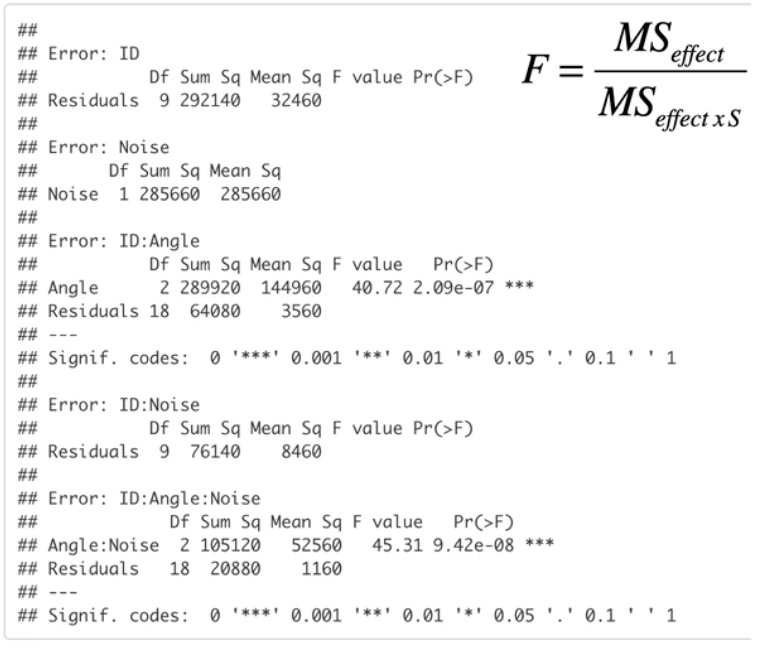 ##
## Error: ID
##           Df Sum Sq Mean Sq F value Pr(>F)
## Residuals  9 292140   32460
##
## Error: Noise
##       Df Sum Sq Mean Sq
## Noise  1 285660  285660
##
## Error: ID:Angle
##           Df Sum Sq Mean Sq F value   Pr(>F)
## Angle      2 289920  144960   40.72 2.09e-07 ***
## Residuals 18  64080    3560
## ---
## Signif. codes:  0 '***' 0.001 '**' 0.01 '*' 0.05 '.' 0.1 ' ' 1
##
## Error: ID:Noise
##           Df Sum Sq Mean Sq F value Pr(>F)
## Residuals  9  76140    8460
##
## Error: ID:Angle:Noise
##             Df Sum Sq Mean Sq F value   Pr(>F)
## Angle:Noise  2 105120   52560   45.31 9.42e-08 ***
## Residuals   18  20880    1160
## ---
## Signif. codes:  0 '***' 0.001 '**' 0.01 '*' 0.05 '.' 0.1 ' ' 1
MS effect
F =
MS effect x S